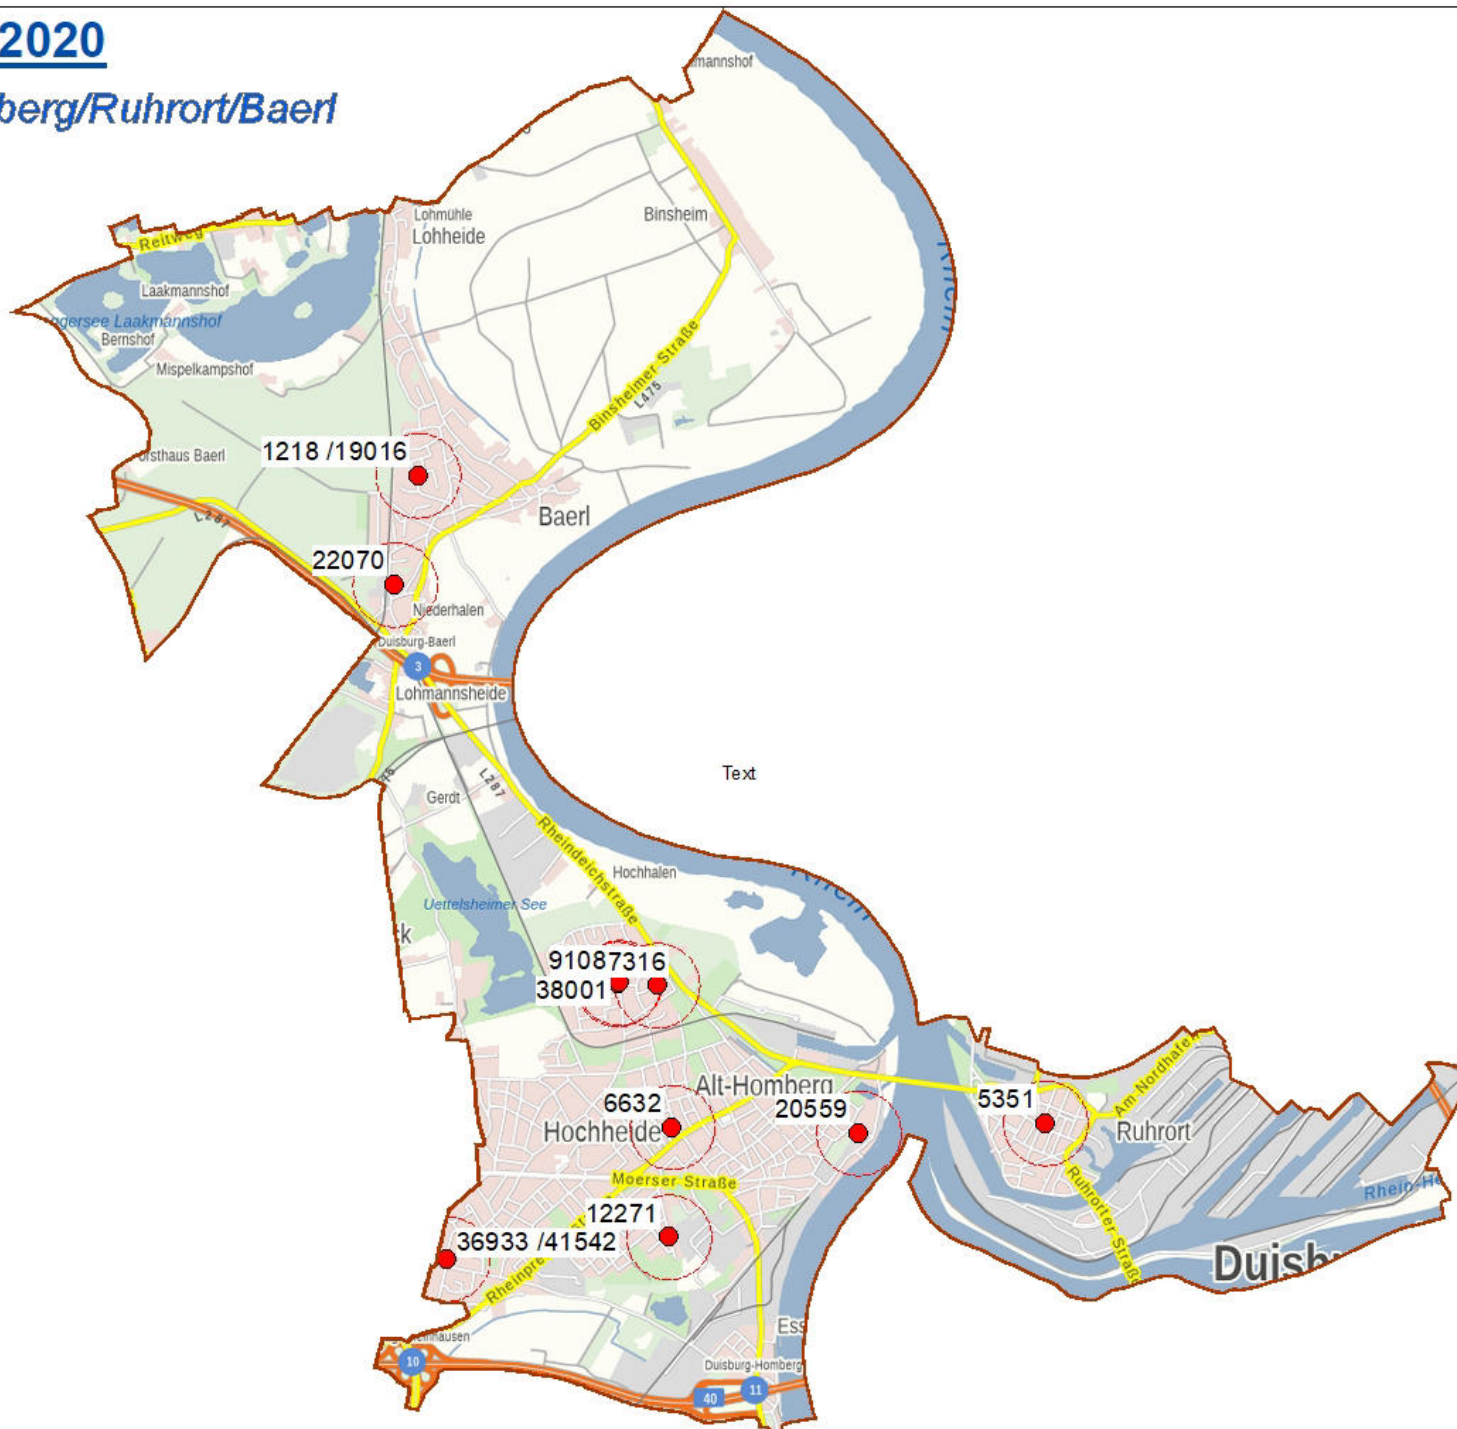 2020
berg/Ruhrort/Baerl
mannshof
Lohmühle
Lohheide
Binsheim
Reitweg
Rhein
Laakmannshof
ngersee Laakmannshof
Bernshof
Mispelkampshof
Binsheimer Straße
L475
1218 /19016
orsthaus Baerl
Baerl
L287
22070
Niederhalen
Duisburg-Baerl
3
Lohmannsheide
Text
L287
Gerdt
Rheindeichstraße
Hochhalen
Rhein
Uettelsheimer See
91087316
38001
Alt-Homberg
6632
20559
5351
Am-Nordhafen
Hochheide
Ruhrort
Moerser Straße
Ruhrorter Straße
12271
36933 /41542
Duisb
Ess
10
Duisburg-Homberg
40
11